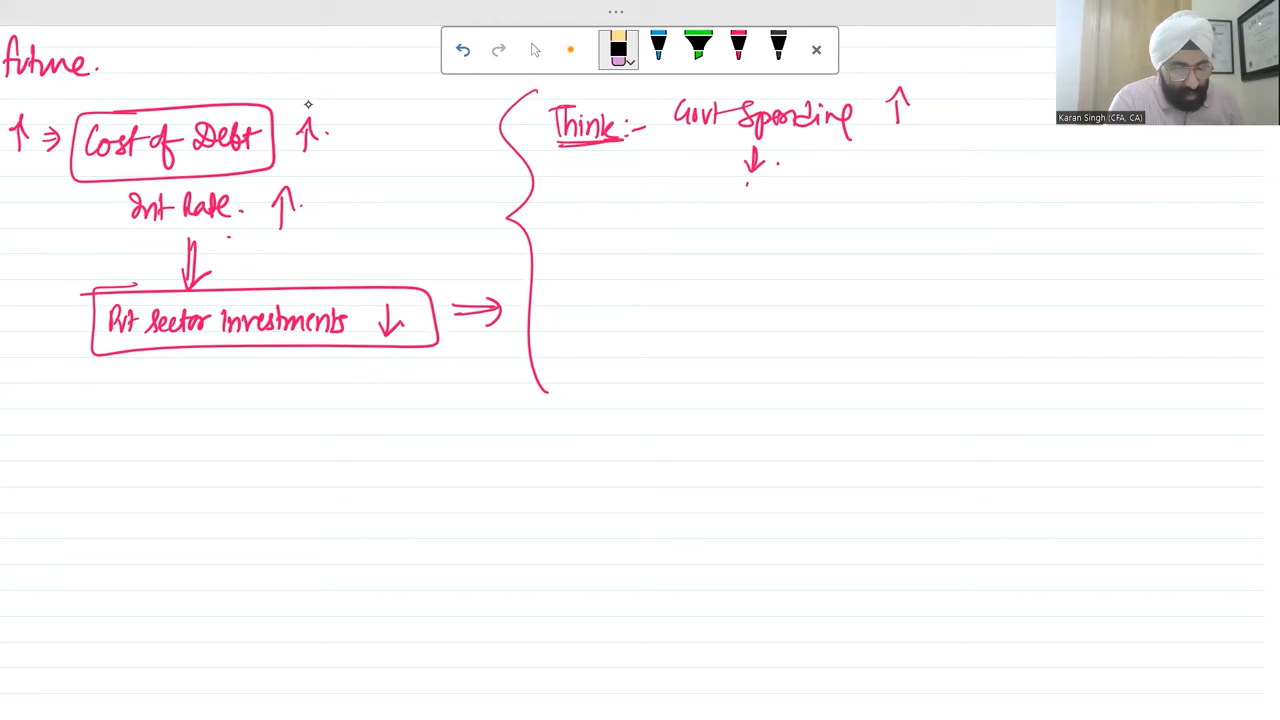 future.
↑ ⇒ Cost of Debt ↑.
Int Rate. ↑.
Pvt Sector Investments ↓ ⇒
Think:- Govt Spending ↑
↓.
Karan Singh (CFA, CA)